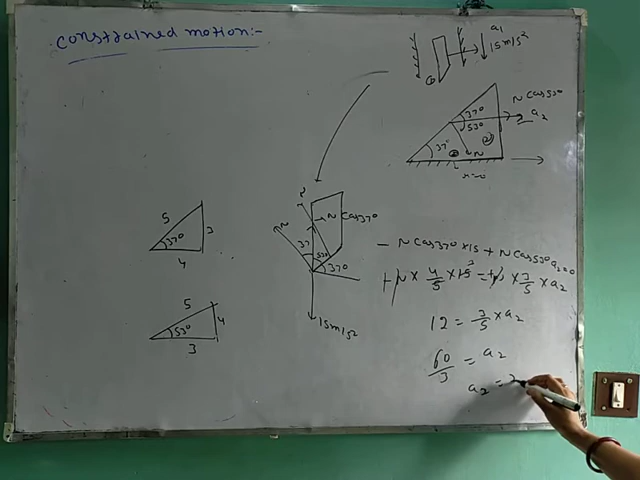 constrained motion:-
a₁
15m/s²
37°
53°
N cos53°
a₂
37°
N
5
37°
3
4
5
53°
4
3
N
N
N cos37°
37
53°
37°
15m/s²
- N cos37° x 15 + N cos53° a₂=0
+ N x 4/5 x 15 = + N x 3/5 x a₂
3
12 = 3/5 x a₂
60/3 = a₂
a₂ = 2